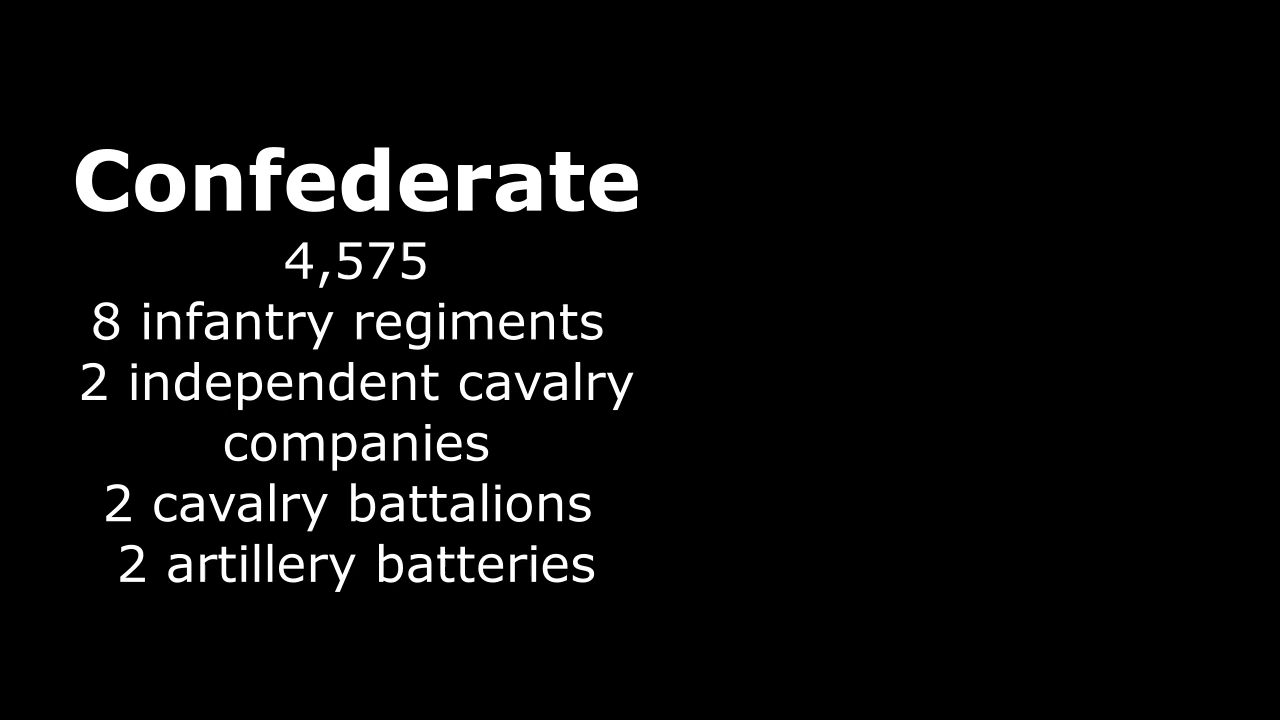 Confederate
4,575
8 infantry regiments
2 independent cavalry
companies
2 cavalry battalions
2 artillery batteries